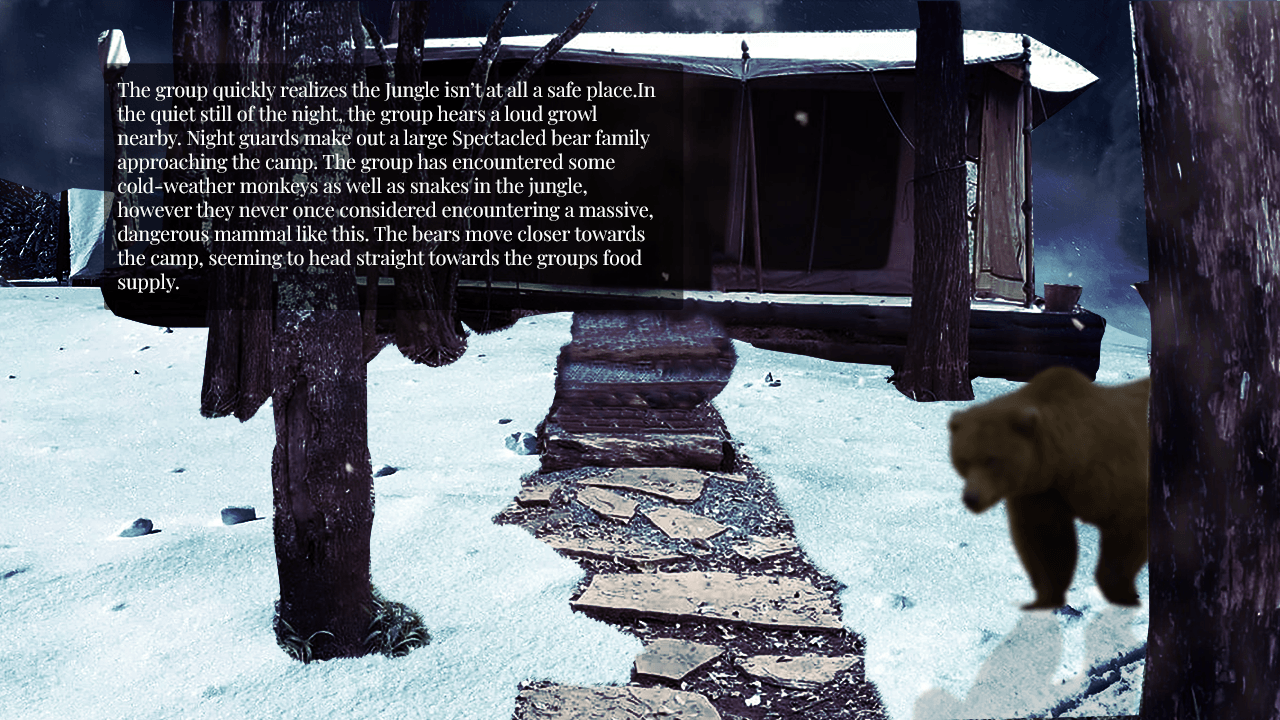 The group quickly realizes the Jungle isn't at all a safe place.In
the quiet still of the night, the group hears a loud growl
nearby. Night guards make out a large Spectacled bear family
approaching the camp. The group has encountered some
cold-weather monkeys as well as snakes in the jungle,
however they never once considered encountering a massive,
dangerous mammal like this. The bears move closer towards
the camp, seeming to head straight towards the groups food
supply.